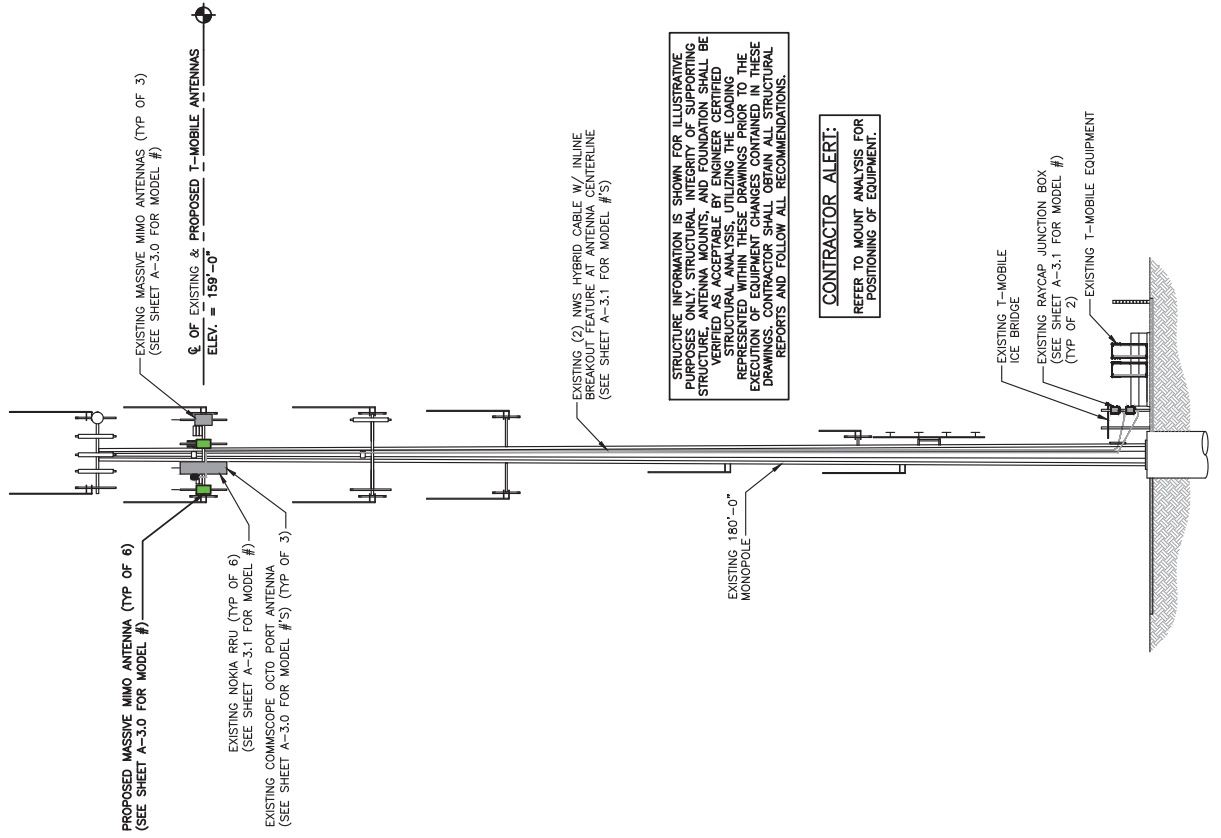 PROPOSED MASSIVE MIMO ANTENNA (TYP OF 6)
(SEE SHEET A-3.0 FOR MODEL #)
EXISTING NOKIA RRU (TYP OF 6)
(SEE SHEET A-3.1 FOR MODEL #)
EXISTING COMMSCOPE OCTO PORT ANTENNA
(SEE SHEET A-3.0 FOR MODEL #'S) (TYP OF 3)
EXISTING MASSIVE MIMO ANTENNAS (TYP OF 3)
(SEE SHEET A-3.0 FOR MODEL #)
℄ OF EXISTING & PROPOSED T-MOBILE ANTENNAS
ELEV. = 159'-0"
EXISTING (2) NWS HYBRID CABLE W/ INLINE
BREAKOUT FEATURE AT ANTENNA CENTERLINE
(SEE SHEET A-3.1 FOR MODEL #'S)
EXISTING 180'-0"
MONOPOLE
STRUCTURE INFORMATION IS SHOWN FOR ILLUSTRATIVE
PURPOSES ONLY. STRUCTURAL INTEGRITY OF SUPPORTING
STRUCTURE, ANTENNA MOUNTS, AND FOUNDATION SHALL BE
VERIFIED AS ACCEPTABLE BY ENGINEER CERTIFIED
STRUCTURAL ANALYSIS, UTILIZING THE LOADING
REPRESENTED WITHIN THESE DRAWINGS PRIOR TO THE
EXECUTION OF EQUIPMENT CHANGES CONTAINED IN THESE
DRAWINGS. CONTRACTOR SHALL OBTAIN ALL STRUCTURAL
REPORTS AND FOLLOW ALL RECOMMENDATIONS.
CONTRACTOR ALERT:
REFER TO MOUNT ANALYSIS FOR
POSITIONING OF EQUIPMENT.
EXISTING T-MOBILE
ICE BRIDGE
EXISTING RAYCAP JUNCTION BOX
(SEE SHEET A-3.1 FOR MODEL #)
(TYP OF 2)
EXISTING T-MOBILE EQUIPMENT